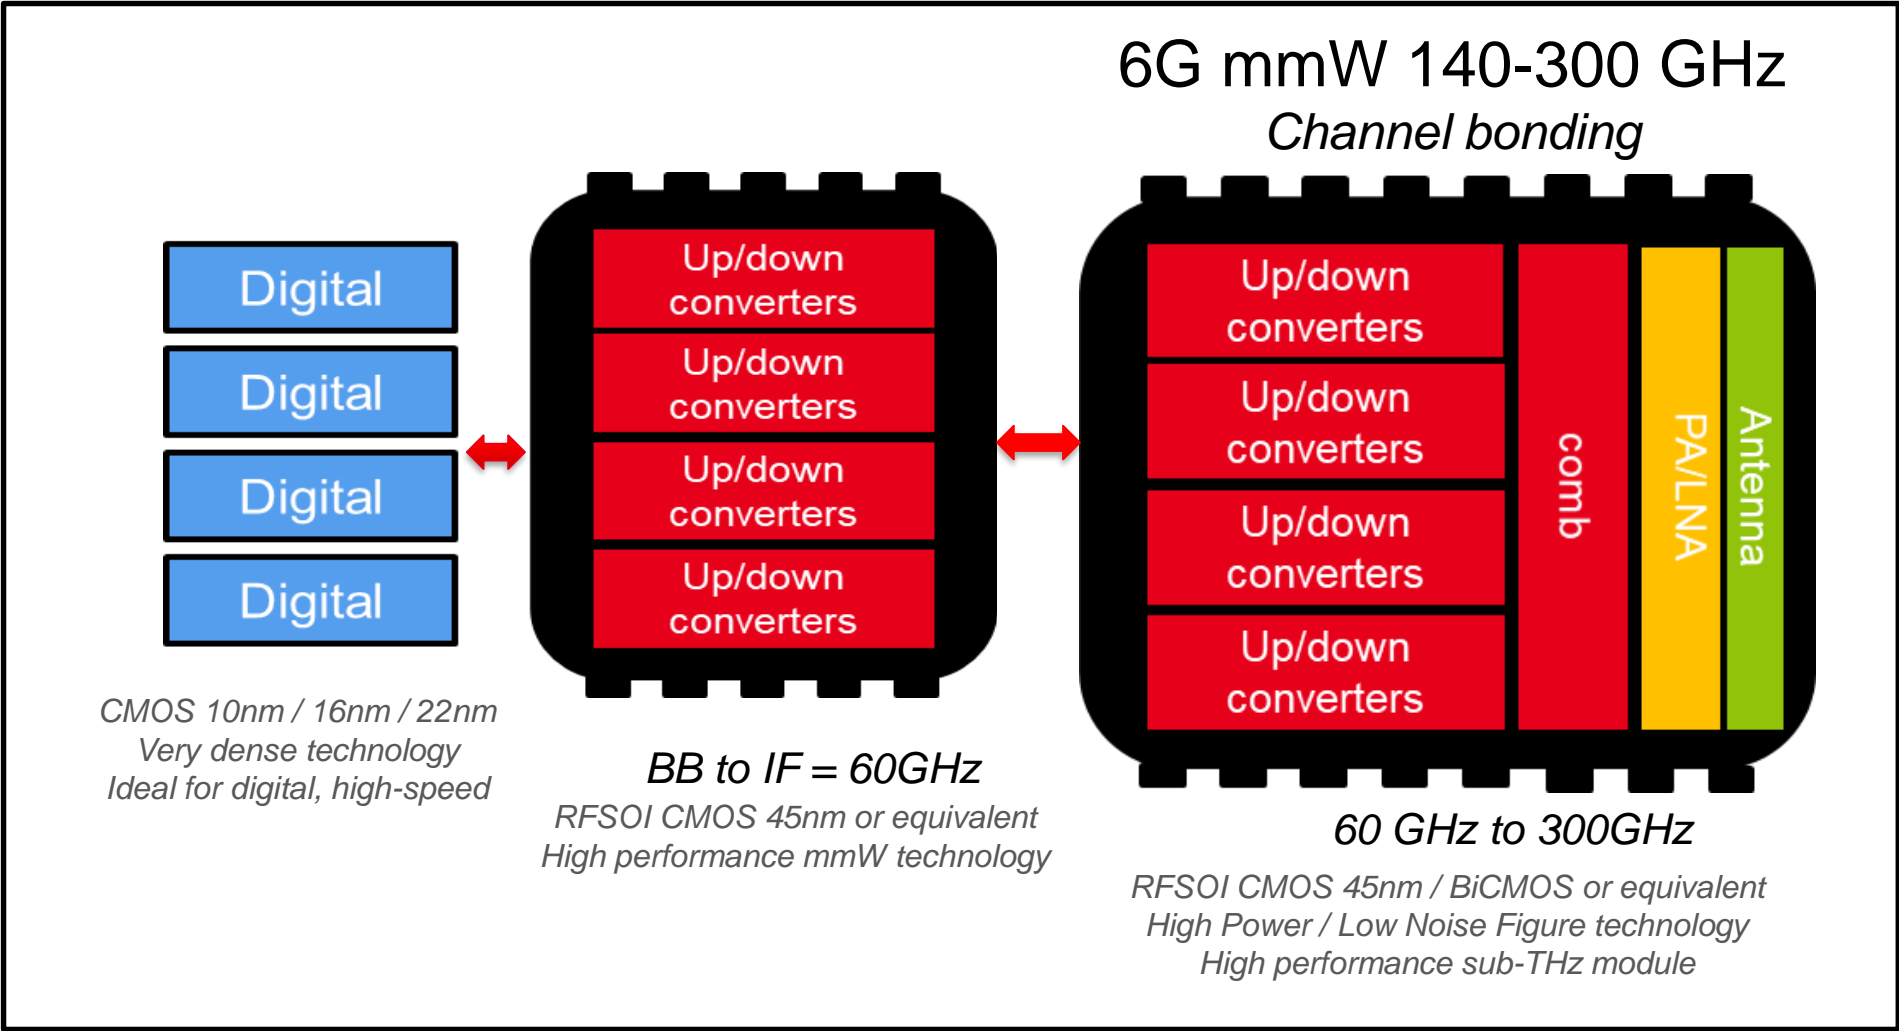 6G mmW 140-300 GHz
Channel bonding
Digital
Digital
Digital
Digital
CMOS 10nm / 16nm / 22nm
Very dense technology
Ideal for digital, high-speed
Up/down
converters
Up/down
converters
Up/down
converters
Up/down
converters
BB to IF = 60GHz
RFSOI CMOS 45nm or equivalent
High performance mmW technology
Up/down
converters
Up/down
converters
Up/down
converters
Up/down
converters
comb
PA/LNA
Antenna
60 GHz to 300GHz
RFSOI CMOS 45nm / BiCMOS or equivalent
High Power / Low Noise Figure technology
High performance sub-THz module